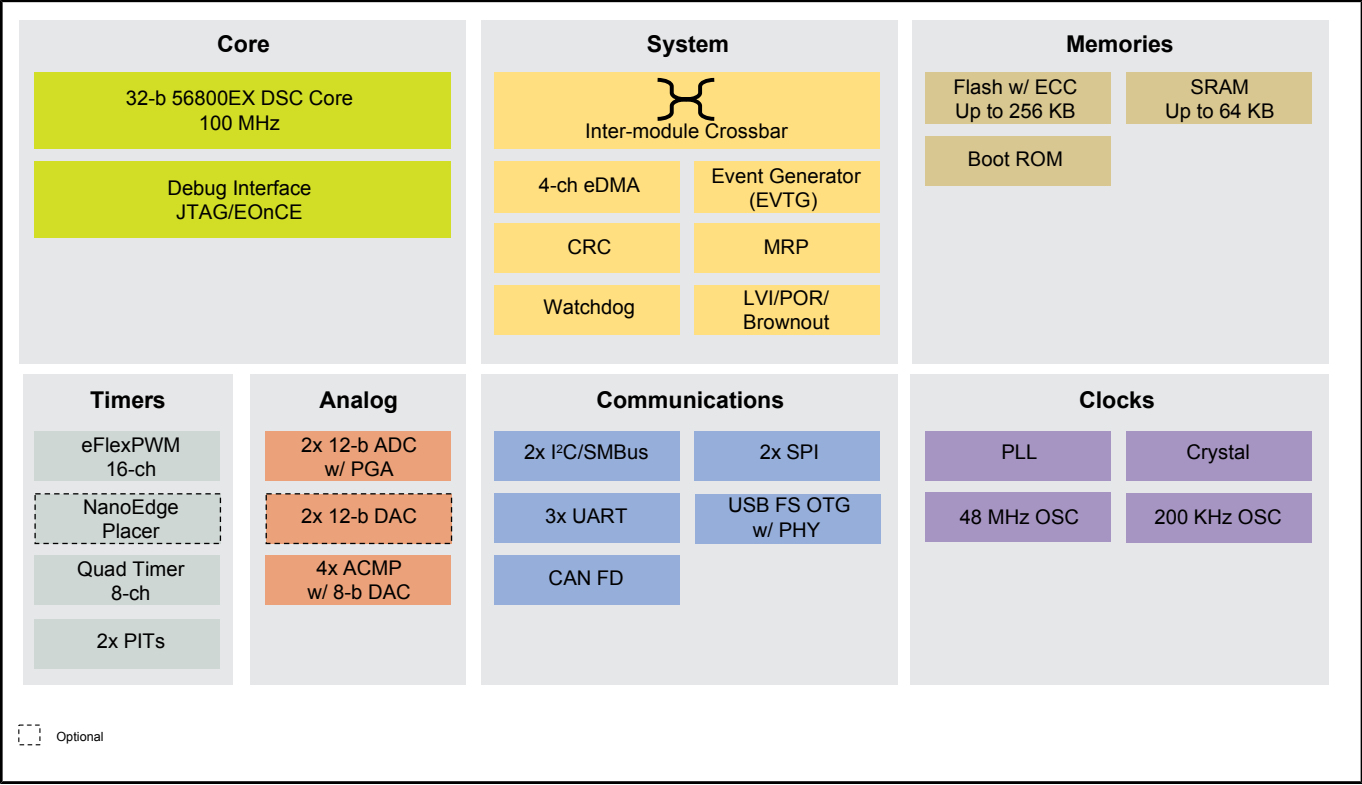 Core
32-b 56800EX DSC Core
100 MHz
Debug Interface
JTAG/EOnCE
System
Inter-module Crossbar
4-ch eDMA
Event Generator
(EVTG)
CRC
MRP
Watchdog
LVI/POR/
Brownout
Memories
Flash w/ ECC
Up to 256 KB
SRAM
Up to 64 KB
Boot ROM
Timers
eFlexPWM
16-ch
NanoEdge
Placer
Quad Timer
8-ch
2x PITs
Analog
2x 12-b ADC
w/ PGA
2x 12-b DAC
4x ACMP
w/ 8-b DAC
Communications
2x I²C/SMBus
2x SPI
3x UART
USB FS OTG
w/ PHY
CAN FD
Clocks
PLL
Crystal
48 MHz OSC
200 KHz OSC
Optional